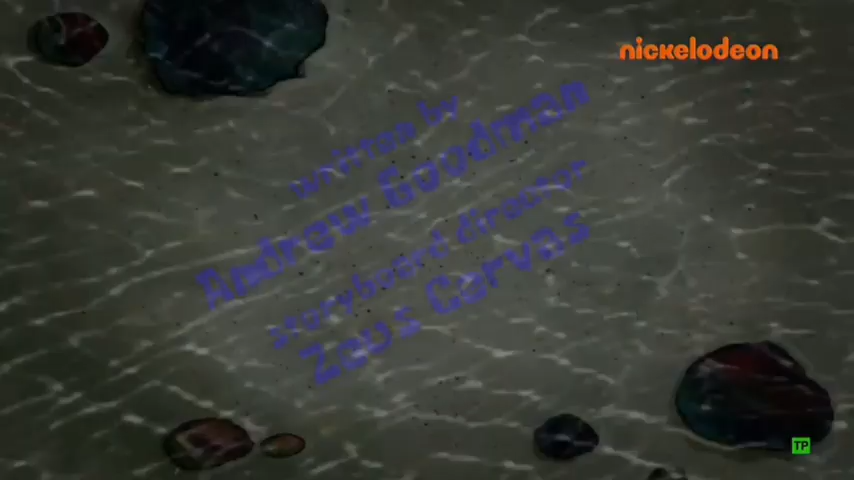 nickelodeon
written by
Andrew Goodman
storyboard director
Zeus Cervas
TP